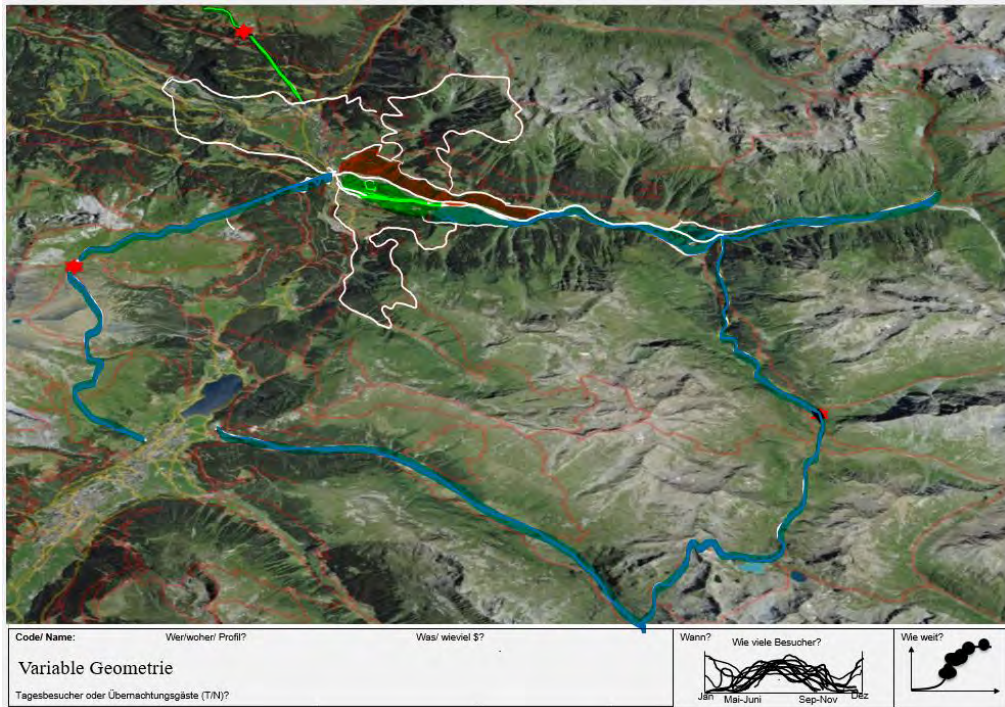 Code/ Name:
Wer/woher/ Profil?
Was/ wieviel $?
Variable Geometrie
Tagesbesucher oder Übernachtungsgäste (T/N)?
Wann?
Wie viele Besucher?
Jan
Mai-Juni
Sep-Nov
Dez
Wie weit?